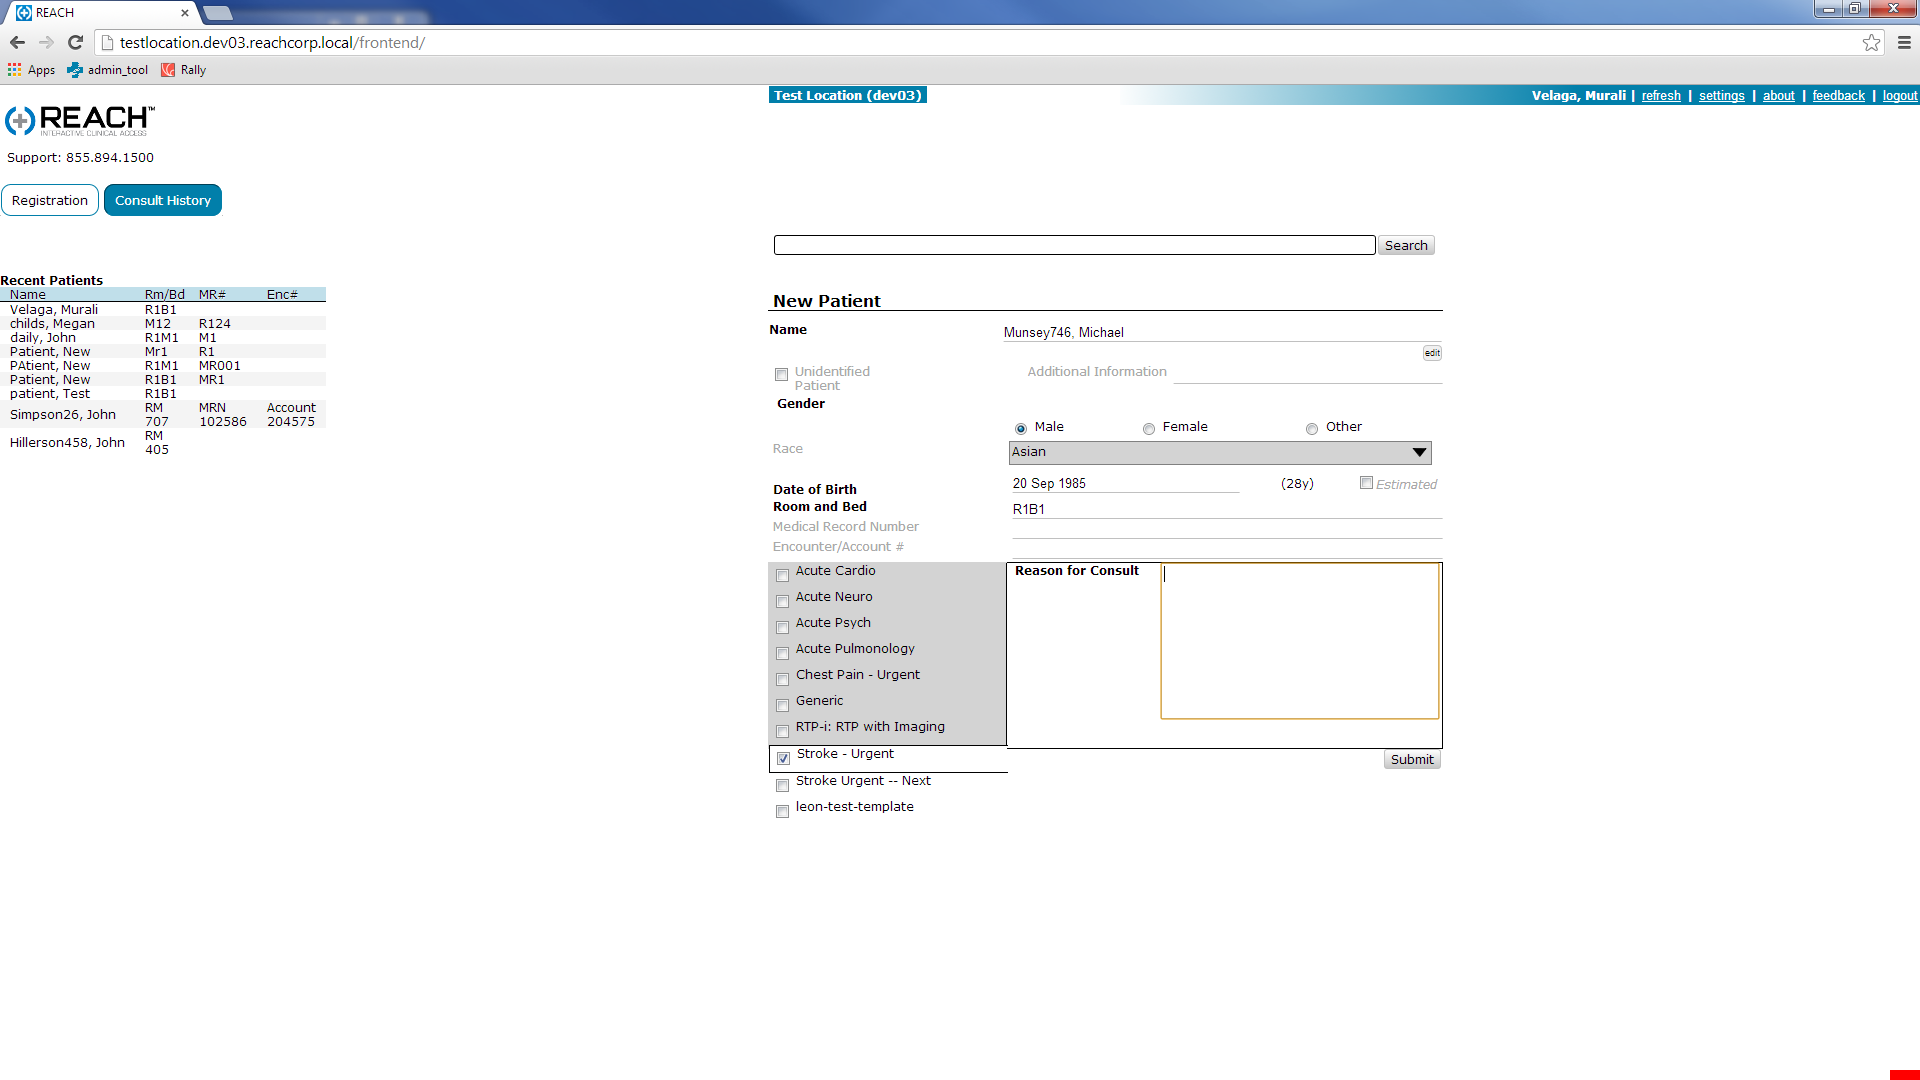 REACH
testlocation.dev03.reachcorp.local/frontend/
Apps admin_tool Rally
Test Location (dev03) Velaga, Murali | refresh | settings | about | feedback | logout
REACH™
INTERACTIVE CLINICAL ACCESS
Support: 855.894.1500
Registration Consult History
Search
Recent Patients
Name Rm/Bd MR# Enc#
Velaga, Murali R1B1
childs, Megan M12 R124
daily, John R1M1 M1
Patient, New Mr1 R1
PAtient, New R1M1 MR001
Patient, New R1B1 MR1
patient, Test R1B1
Simpson26, John RM 707 MRN 102586 Account 204575
Hillerson458, John RM 405
New Patient
Name Munsey746, Michael
edit
Unidentified Patient Additional Information
Gender
Male Female Other
Race Asian
Date of Birth 20 Sep 1985 (28y) Estimated
Room and Bed R1B1
Medical Record Number
Encounter/Account #
Acute Cardio
Acute Neuro
Acute Psych
Acute Pulmonology
Chest Pain - Urgent
Generic
RTP-i: RTP with Imaging
Stroke - Urgent
Stroke Urgent -- Next
leon-test-template
Reason for Consult
Submit